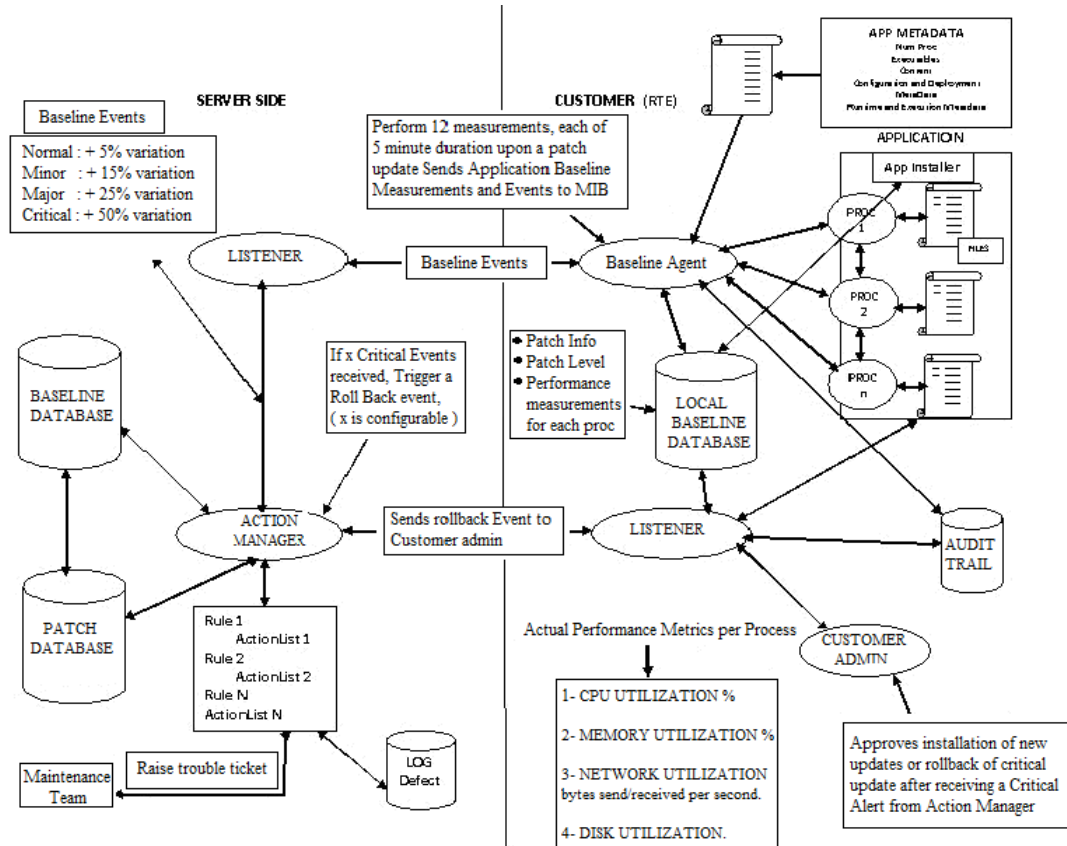 APP METADATA
Num Proc
Executables
Consent
Configuration and Deployment
MetaData
Runtime and Execution Metadata
SERVER SIDE
CUSTOMER (RTE)
Baseline Events
Normal : + 5% variation
Minor : + 15% variation
Major : + 25% variation
Critical : + 50% variation
Perform 12 measurements, each of
5 minute duration upon a patch
update Sends Application Baseline
Measurements and Events to MIB
APPLICATION
App Installer
PROC
1
FILES
LISTENER
Baseline Events
Baseline Agent
PROC
2
PROC
n
If x Critical Events
received, Trigger a
Roll Back event,
( x is configurable )
• Patch Info
• Patch Level
• Performance
measurements
for each proc
BASELINE
DATABASE
LOCAL
BASELINE
DATABASE
ACTION
MANAGER
Sends rollback Event to
Customer admin
LISTENER
AUDIT
TRAIL
PATCH
DATABASE
Rule 1
ActionList 1
Rule 2
ActionList 2
Rule N
ActionList N
Actual Performance Metrics per Process
CUSTOMER
ADMIN
1- CPU UTILIZATION %
2- MEMORY UTILIZATION %
3- NETWORK UTILIZATION
bytes send/received per second.
4- DISK UTILIZATION.
Approves installation of new
updates or rollback of critical
update after receiving a Critical
Alert from Action Manager
Raise trouble ticket
Maintenance
Team
LOG
Defect